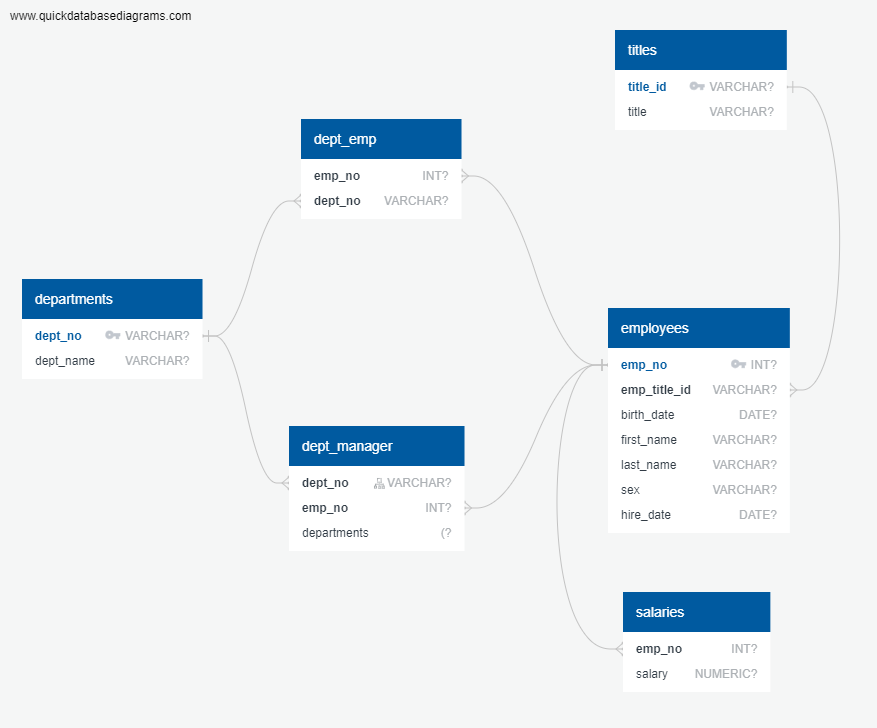 www.quickdatabasediagrams.com
titles
title_id VARCHAR?
title VARCHAR?
dept_emp
emp_no INT?
dept_no VARCHAR?
departments
dept_no VARCHAR?
dept_name VARCHAR?
employees
emp_no INT?
emp_title_id VARCHAR?
birth_date DATE?
first_name VARCHAR?
last_name VARCHAR?
sex VARCHAR?
hire_date DATE?
dept_manager
dept_no VARCHAR?
emp_no INT?
departments (?
salaries
emp_no INT?
salary NUMERIC?